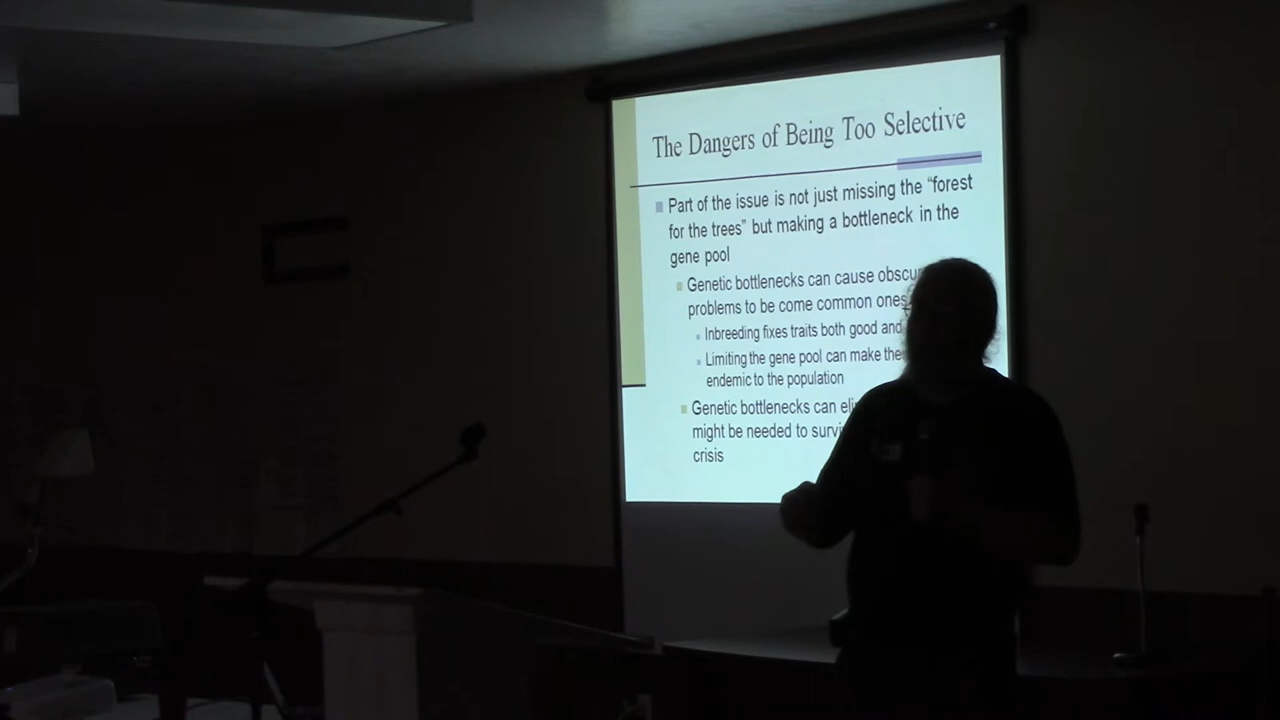 The Dangers of Being Too Selective
Part of the issue is not just missing the “forest
for the trees” but making a bottleneck in the
gene pool
Genetic bottlenecks can cause
problems to be come common ones
Inbreeding fixes traits both good and
Limiting the gene pool can make
endemic to the population
Genetic bottlenecks can
might be needed to
crisis